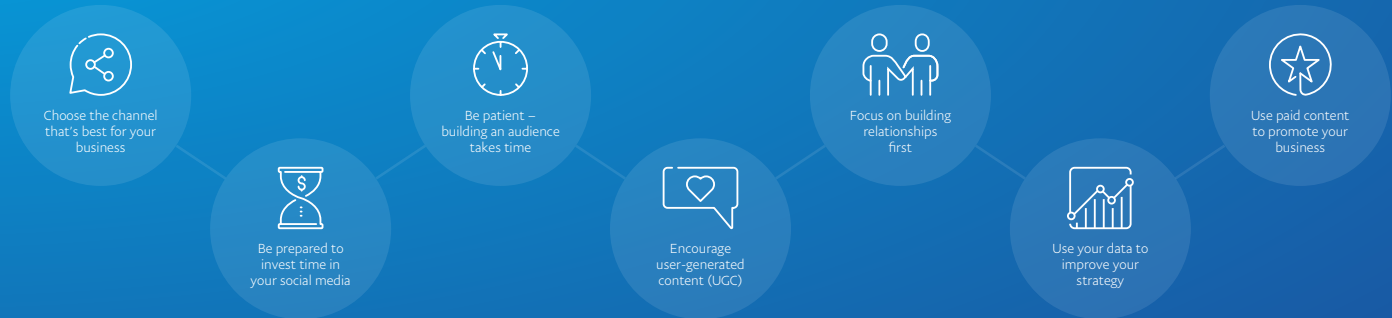 Choose the channel
that's best for your
business
Be prepared to
invest time in
your social media
Be patient –
building an audience
takes time
Encourage
user-generated
content (UGC)
Focus on building
relationships
first
Use your data to
improve your
strategy
Use paid content
to promote your
business
$